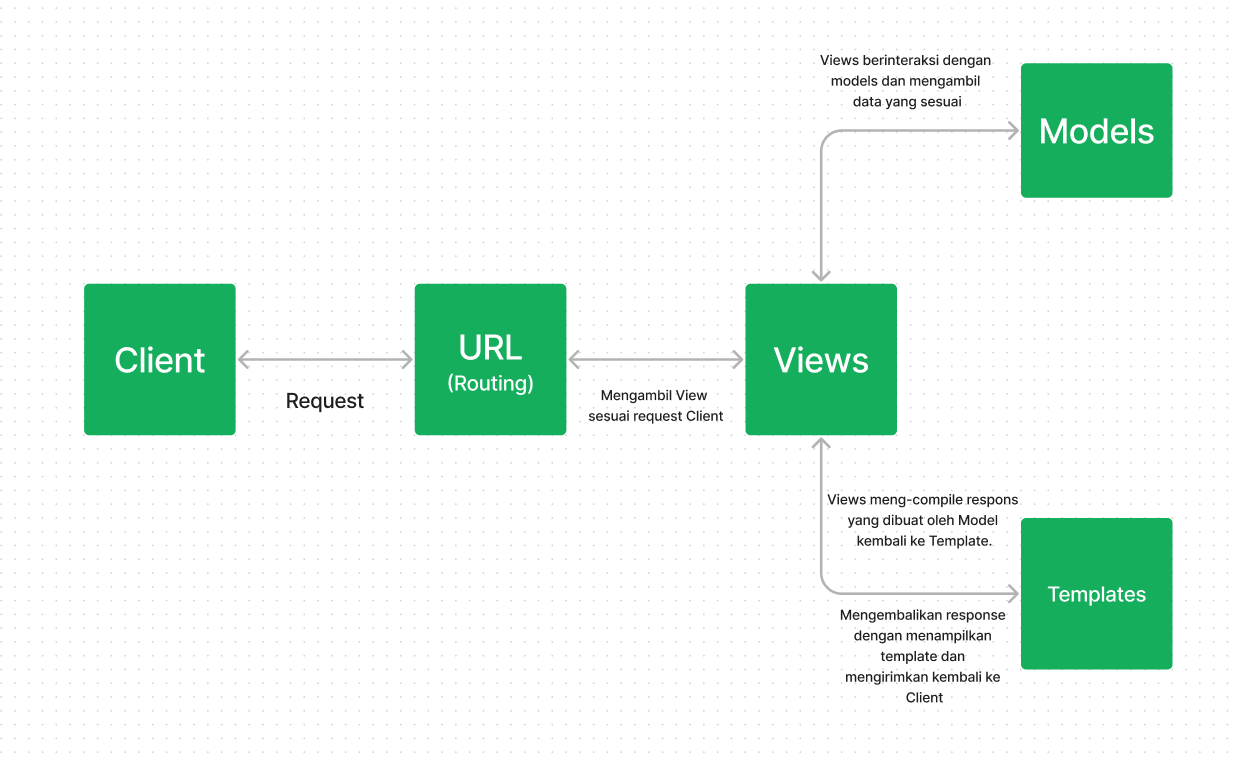 Views berinteraksi dengan
models dan mengambil
data yang sesuai
Models
Client
Request
URL
(Routing)
Mengambil View
sesuai request Client
Views
Views meng-compile respons
yang dibuat oleh Model
kembali ke Template.
Templates
Mengembalikan response
dengan menampilkan
template dan
mengirimkan kembali ke
Client